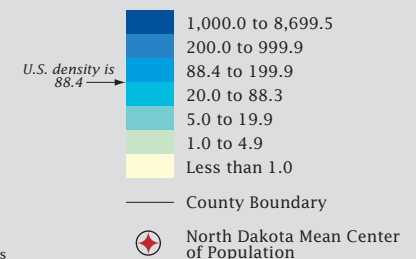 1,000.0 to 8,699.5
200.0 to 999.9
U.S. density is
88.4
88.4 to 199.9
20.0 to 88.3
5.0 to 19.9
1.0 to 4.9
Less than 1.0
County Boundary
North Dakota Mean Center
of Population
s